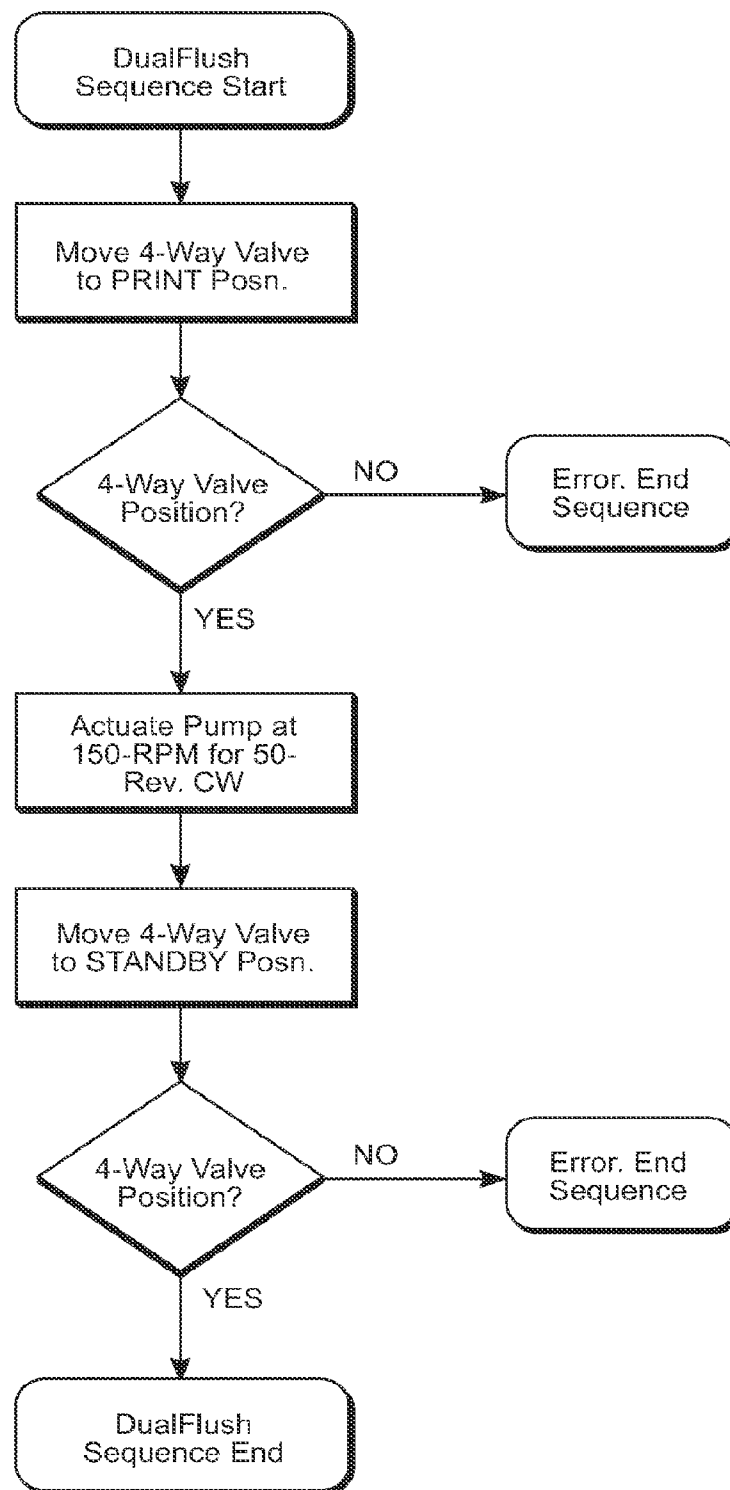 DualFlush
Sequence Start
Move 4-Way Valve
to PRINT Posn.
4-Way Valve
Position?
NO
Error. End
Sequence
YES
Actuate Pump at
150-RPM for 50-
Rev. CW
Move 4-Way Valve
to STANDBY Posn.
4-Way Valve
Position?
NO
Error. End
Sequence
YES
DualFlush
Sequence End